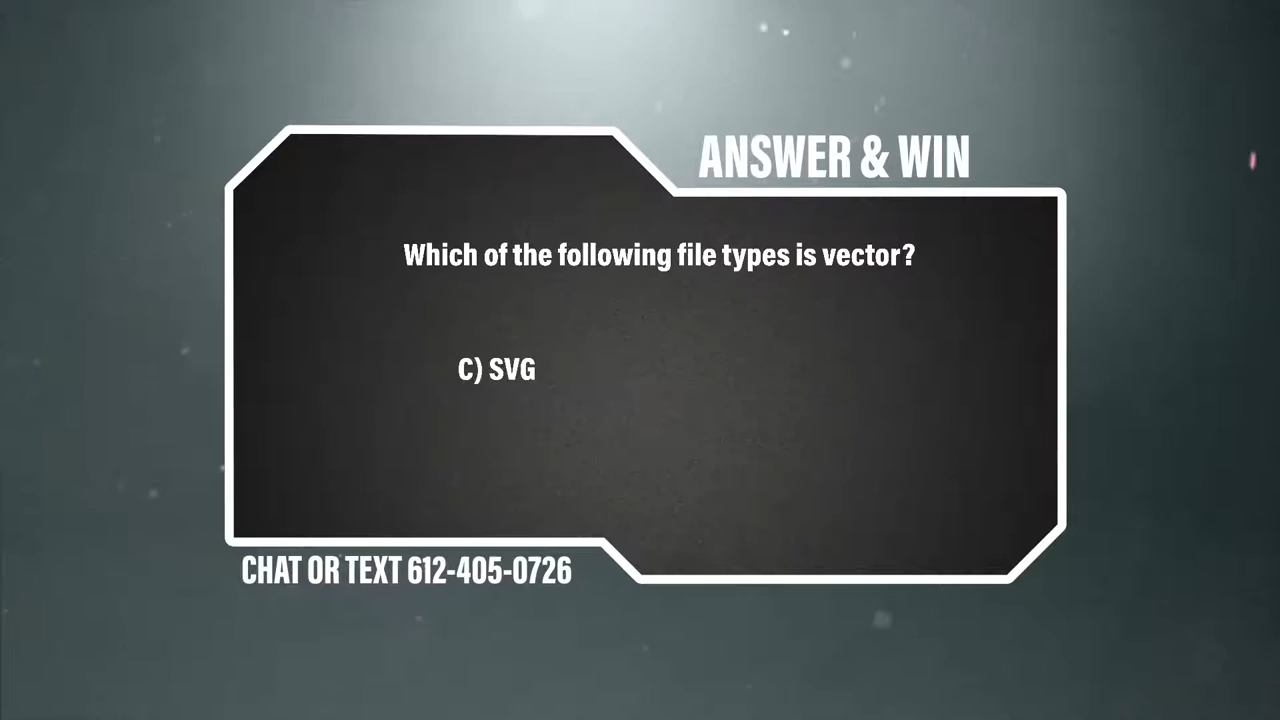 ANSWER & WIN
Which of the following file types is vector?
C) SVG
CHAT OR TEXT 612-405-0726